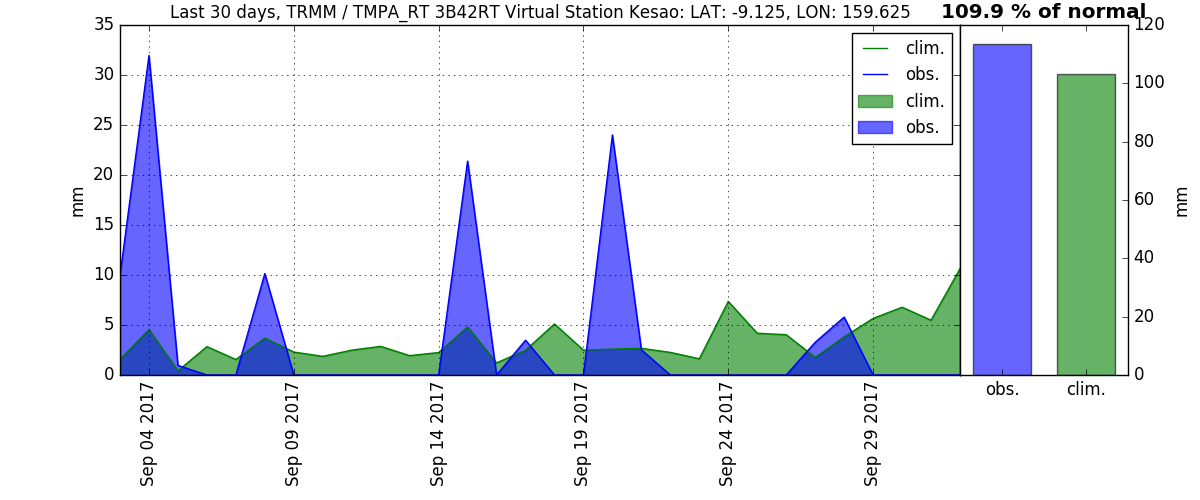 Last 30 days, TRMM / TMPA_RT 3B42RT Virtual Station Kesao: LAT: -9.125, LON: 159.625
109.9 % of normal
35
30
25
20
15
10
5
0
mm
clim.
obs.
clim.
obs.
Sep 04 2017
Sep 09 2017
Sep 14 2017
Sep 19 2017
Sep 24 2017
Sep 29 2017
120
100
80
60
40
20
0
mm
obs.
clim.